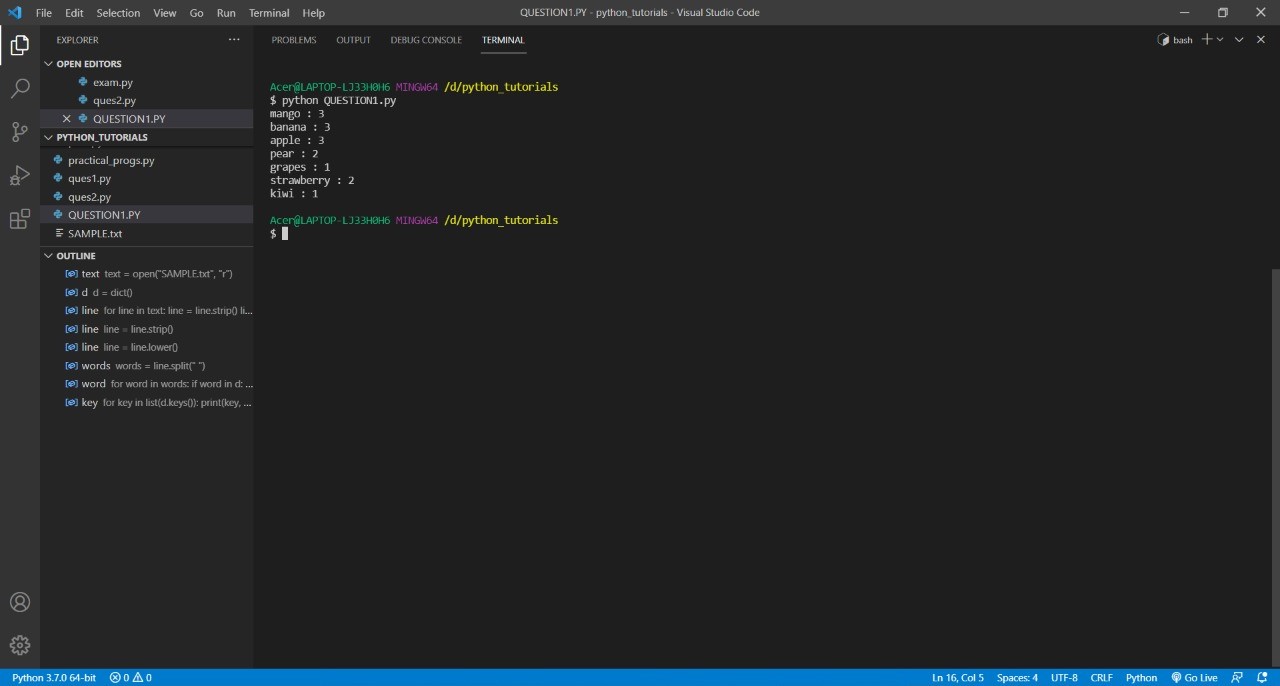 File Edit Selection View Go Run Terminal Help
QUESTION1.PY - python_tutorials - Visual Studio Code
EXPLORER
OPEN EDITORS
exam.py
ques2.py
QUESTION1.PY
PYTHON_TUTORIALS
practical_progs.py
ques1.py
ques2.py
QUESTION1.PY
SAMPLE.txt
OUTLINE
text text = open("SAMPLE.txt", "r")
d d = dict()
line for line in text: line = line.strip() li...
line line = line.strip()
line line = line.lower()
words words = line.split(" ")
word for word in words: if word in d: ...
key for key in list(d.keys()): print(key, ...
PROBLEMS OUTPUT DEBUG CONSOLE TERMINAL
bash
Acer@LAPTOP-LJ33H0H6 MINGW64 /d/python_tutorials
$ python QUESTION1.py
mango : 3
banana : 3
apple : 3
pear : 2
grapes : 1
strawberry : 2
kiwi : 1
Acer@LAPTOP-LJ33H0H6 MINGW64 /d/python_tutorials
$
Python 3.7.0 64-bit 0 0
Ln 16, Col 5 Spaces: 4 UTF-8 CRLF Python Go Live